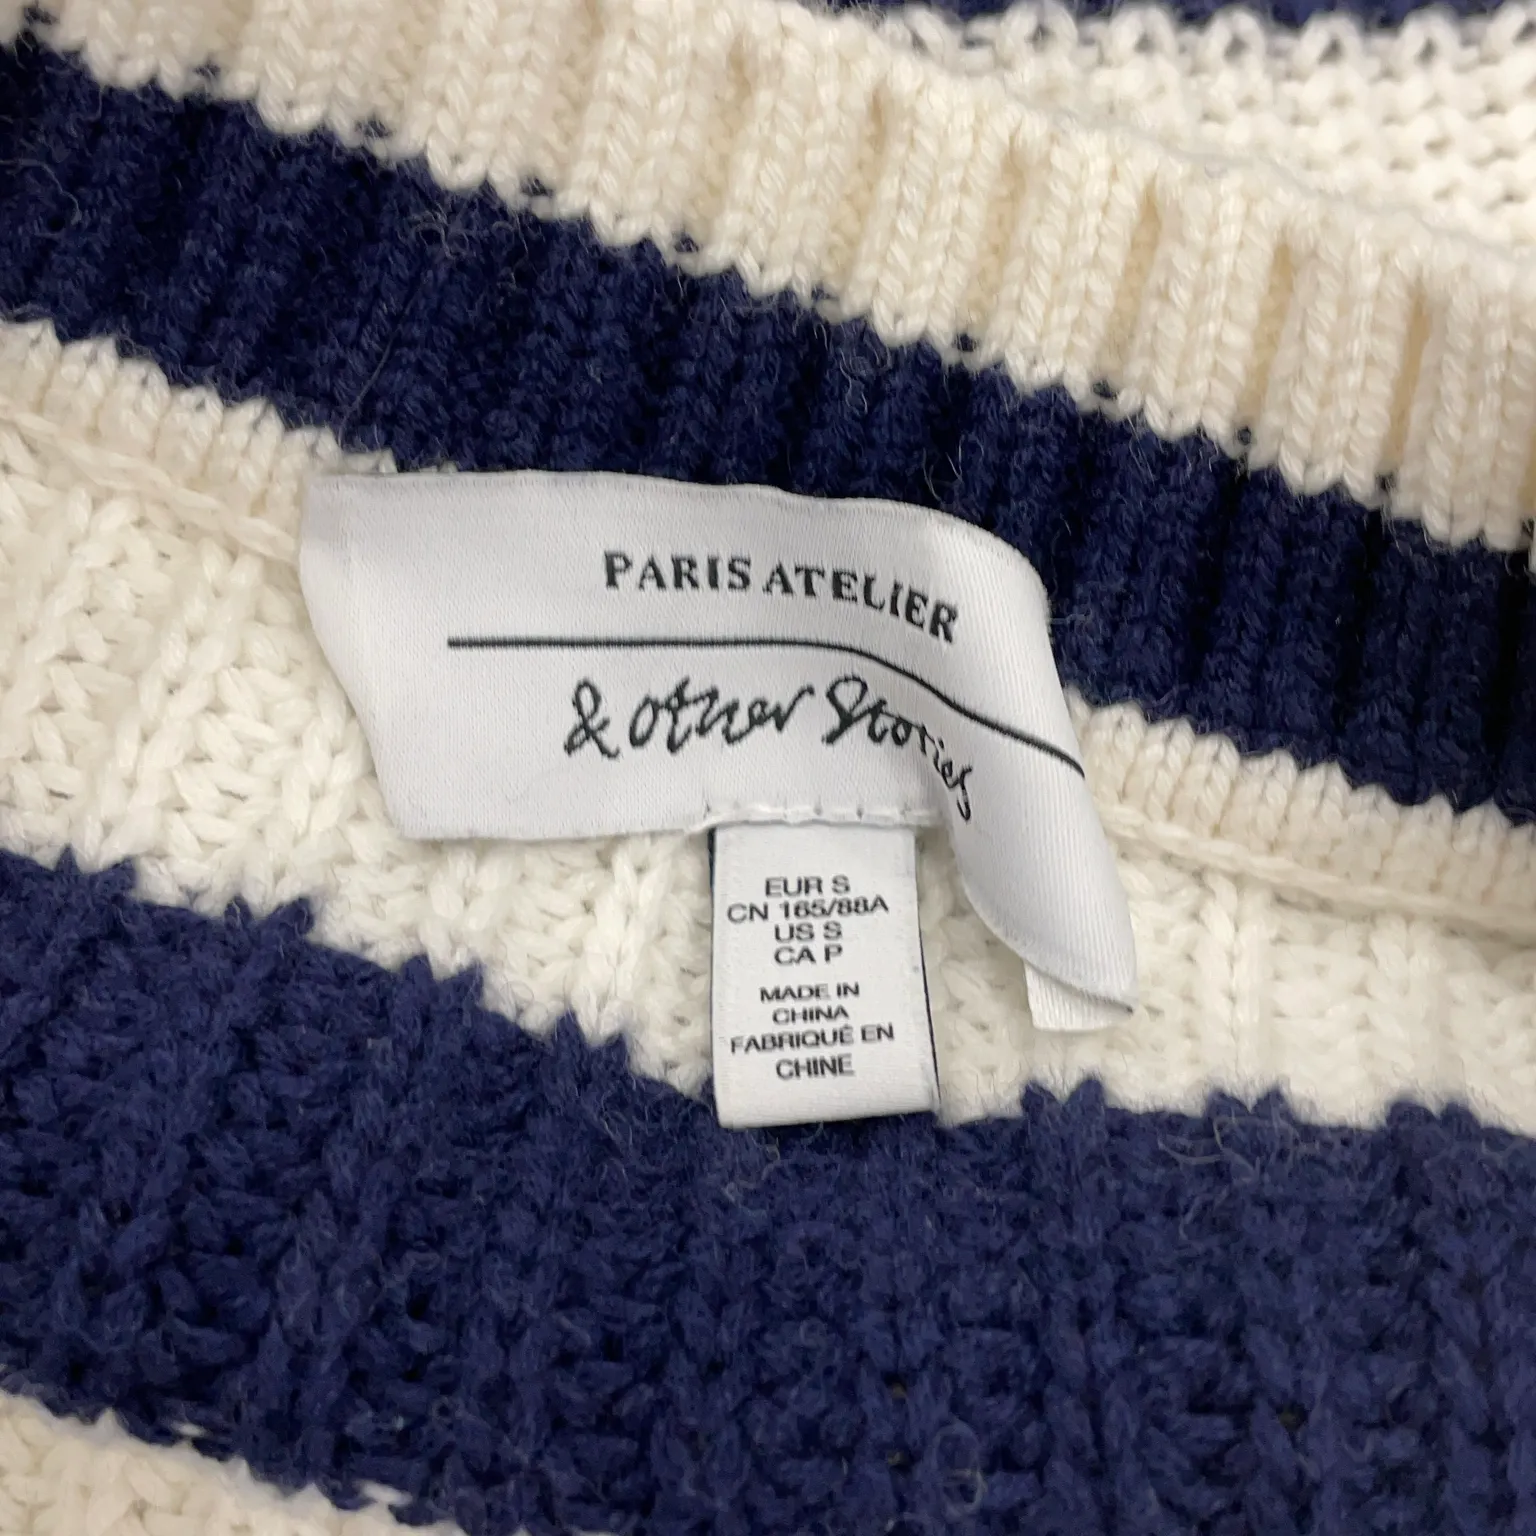 PARIS ATELIER
& other Stories
EUR S
CN 165/88A
US S
CA P
MADE IN
CHINA
FABRIQUÉ EN
CHINE